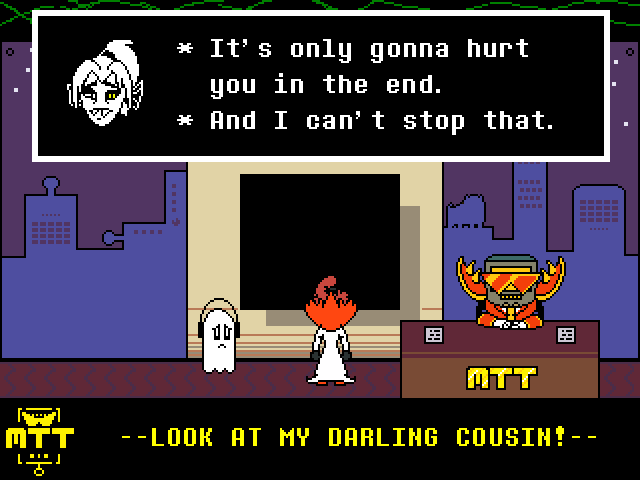 * It's only gonna hurt
you in the end.
* And I can't stop that.
MTT
MTT
--LOOK AT MY DARLING COUSIN!--